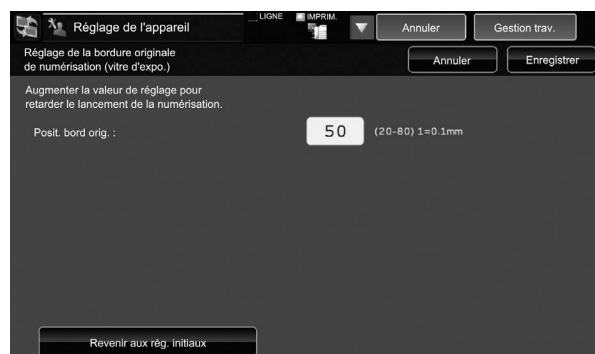 Réglage de l'appareil
LIGNE
IMPRIM.
Annuler
Gestion trav.
Réglage de la bordure originale
de numérisation (vitre d'expo.)
Annuler
Enregistrer
Augmenter la valeur de réglage pour
retarder le lancement de la numérisation.
Posit. bord orig. :
50
(20-80) 1=0.1mm
Revenir aux rég. initiaux